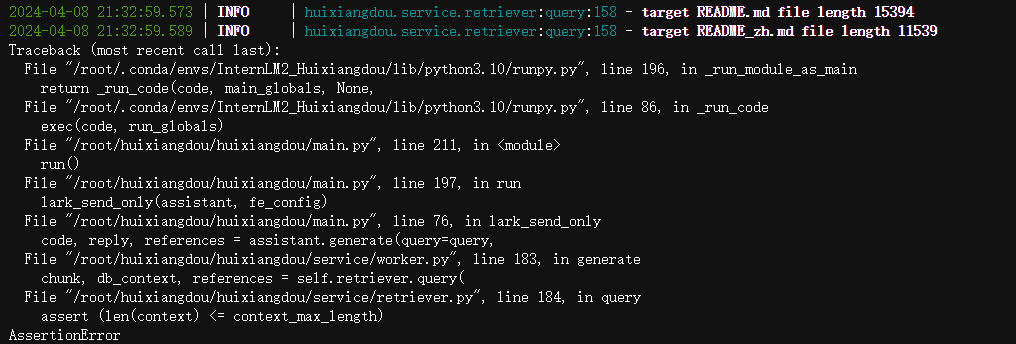 2024-04-08 21:32:59.573 | INFO     | huixiangdou.service.retriever:query:158 - target README.md file length 15394
2024-04-08 21:32:59.589 | INFO     | huixiangdou.service.retriever:query:158 - target README_zh.md file length 11539
Traceback (most recent call last):
  File "/root/.conda/envs/InternLM2_Huixiangdou/lib/python3.10/runpy.py", line 196, in _run_module_as_main
    return _run_code(code, main_globals, None,
  File "/root/.conda/envs/InternLM2_Huixiangdou/lib/python3.10/runpy.py", line 86, in _run_code
    exec(code, run_globals)
  File "/root/huixiangdou/huixiangdou/main.py", line 211, in <module>
    run()
  File "/root/huixiangdou/huixiangdou/main.py", line 197, in run
    lark_send_only(assistant, fe_config)
  File "/root/huixiangdou/huixiangdou/main.py", line 76, in lark_send_only
    code, reply, references = assistant.generate(query=query,
  File "/root/huixiangdou/huixiangdou/service/worker.py", line 183, in generate
    chunk, db_context, references = self.retriever.query(
  File "/root/huixiangdou/huixiangdou/service/retriever.py", line 184, in query
    assert (len(context) <= context_max_length)
AssertionError